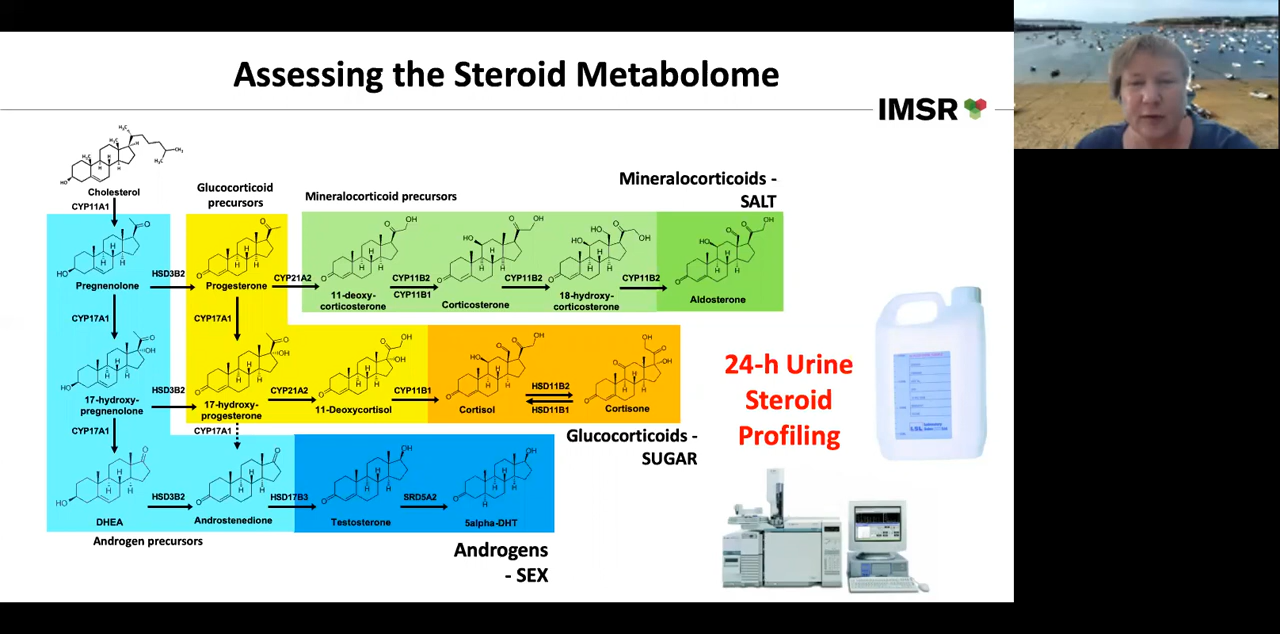 Assessing the Steroid Metabolome
IMSR
Cholesterol
CYP11A1
Glucocorticoid
precursors
Mineralocorticoid precursors
Mineralocorticoids -
SALT
Pregnenolone
HSD3B2
Progesterone
CYP21A2
11-deoxy-
corticosterone
CYP11B2
CYP11B1
Corticosterone
CYP11B2
18-hydroxy-
corticosterone
CYP11B2
Aldosterone
CYP17A1
CYP17A1
17-hydroxy-
pregnenolone
HSD3B2
17-hydroxy-
progesterone
CYP21A2
11-Deoxycortisol
CYP11B1
Cortisol
HSD11B2
HSD11B1
Cortisone
24-h Urine
Steroid
Profiling
CYP17A1
CYP17A1
Glucocorticoids -
SUGAR
DHEA
HSD3B2
Androstenedione
HSD17B3
Testosterone
SRD5A2
5alpha-DHT
Androgen precursors
Androgens
- SEX